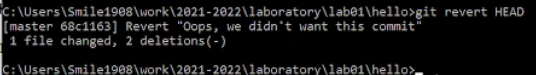 C:\Users\Smile1908\work\2021-2022\laboratory\lab01\hello>git revert HEAD
[master 68c1163] Revert "Oops, we didn't want this commit"
 1 file changed, 2 deletions(-)
C:\Users\Smile1908\work\2021-2022\laboratory\lab01\hello>